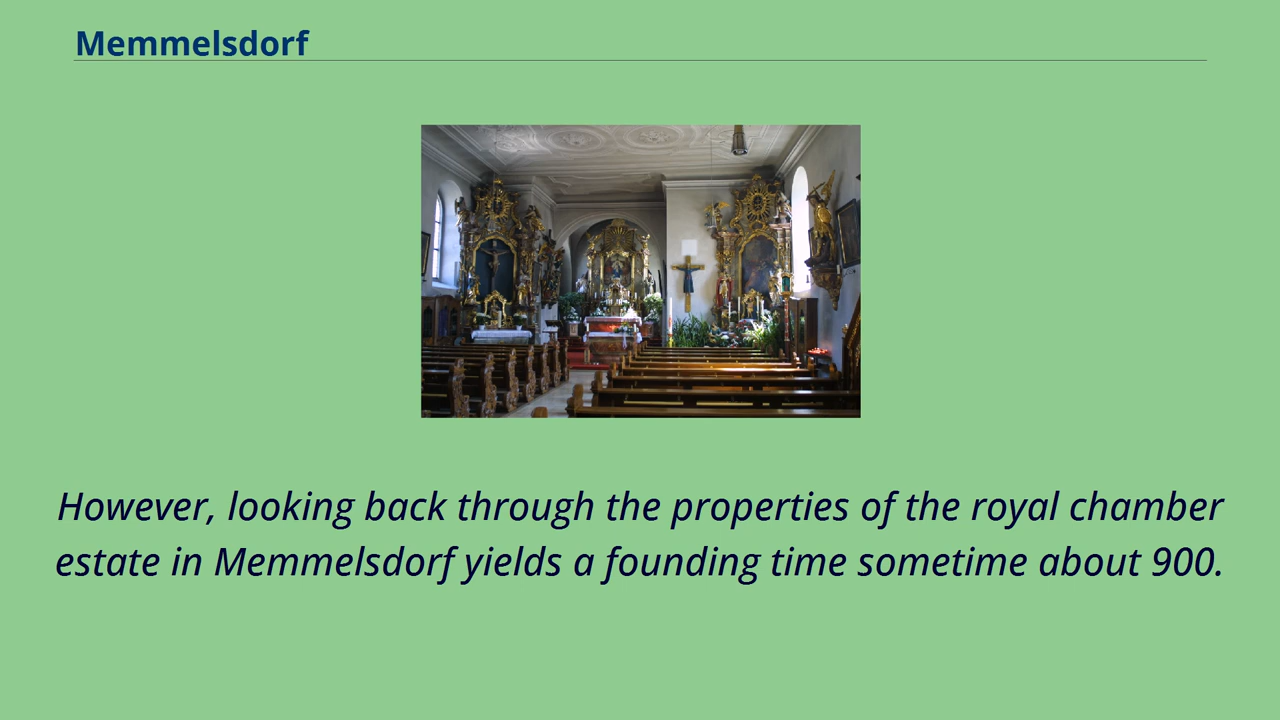 Memmelsdorf
However, looking back through the properties of the royal chamber
estate in Memmelsdorf yields a founding time sometime about 900.